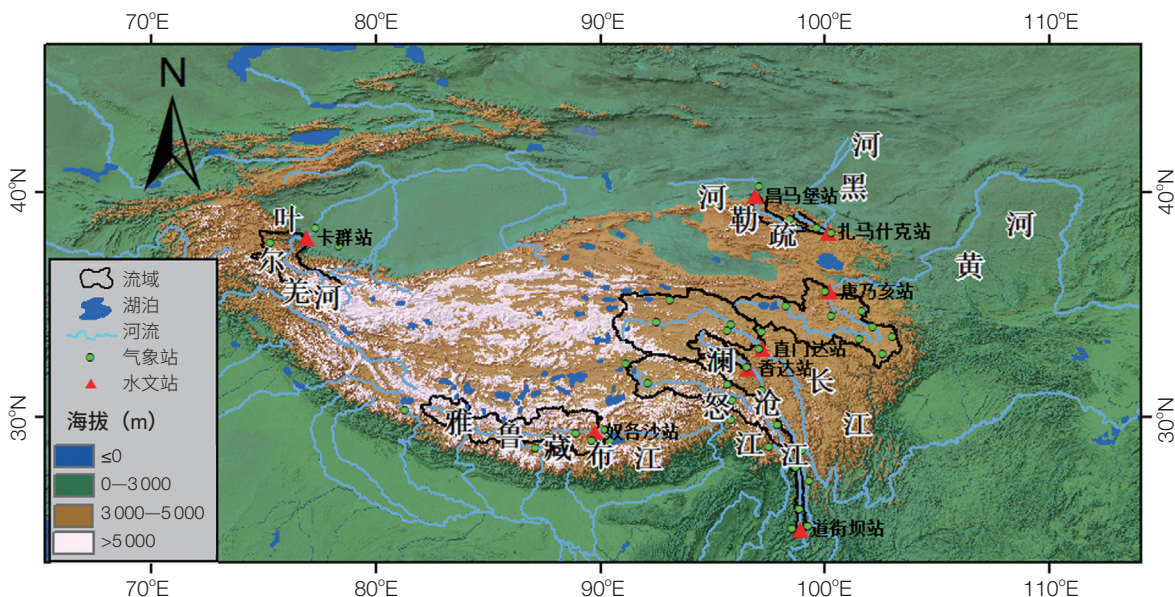 70°E
80°E
90°E
100°E
110°E
N
40°N
30°N
40°N
30°N
河
黑
昌马堡站
河
勒
疏
扎马什克站
河
黄
叶
尔
羌河
卡群站
唐乃亥站
直门达站
香达站
澜
沧
江
长
江
怒
江
雅
鲁
藏
布
江
奴各沙站
道街坝站
流域
湖泊
河流
气象站
水文站
海拔（m）
≤0
0—3 000
3 000—5 000
>5 000
70°E
80°E
90°E
100°E
110°E